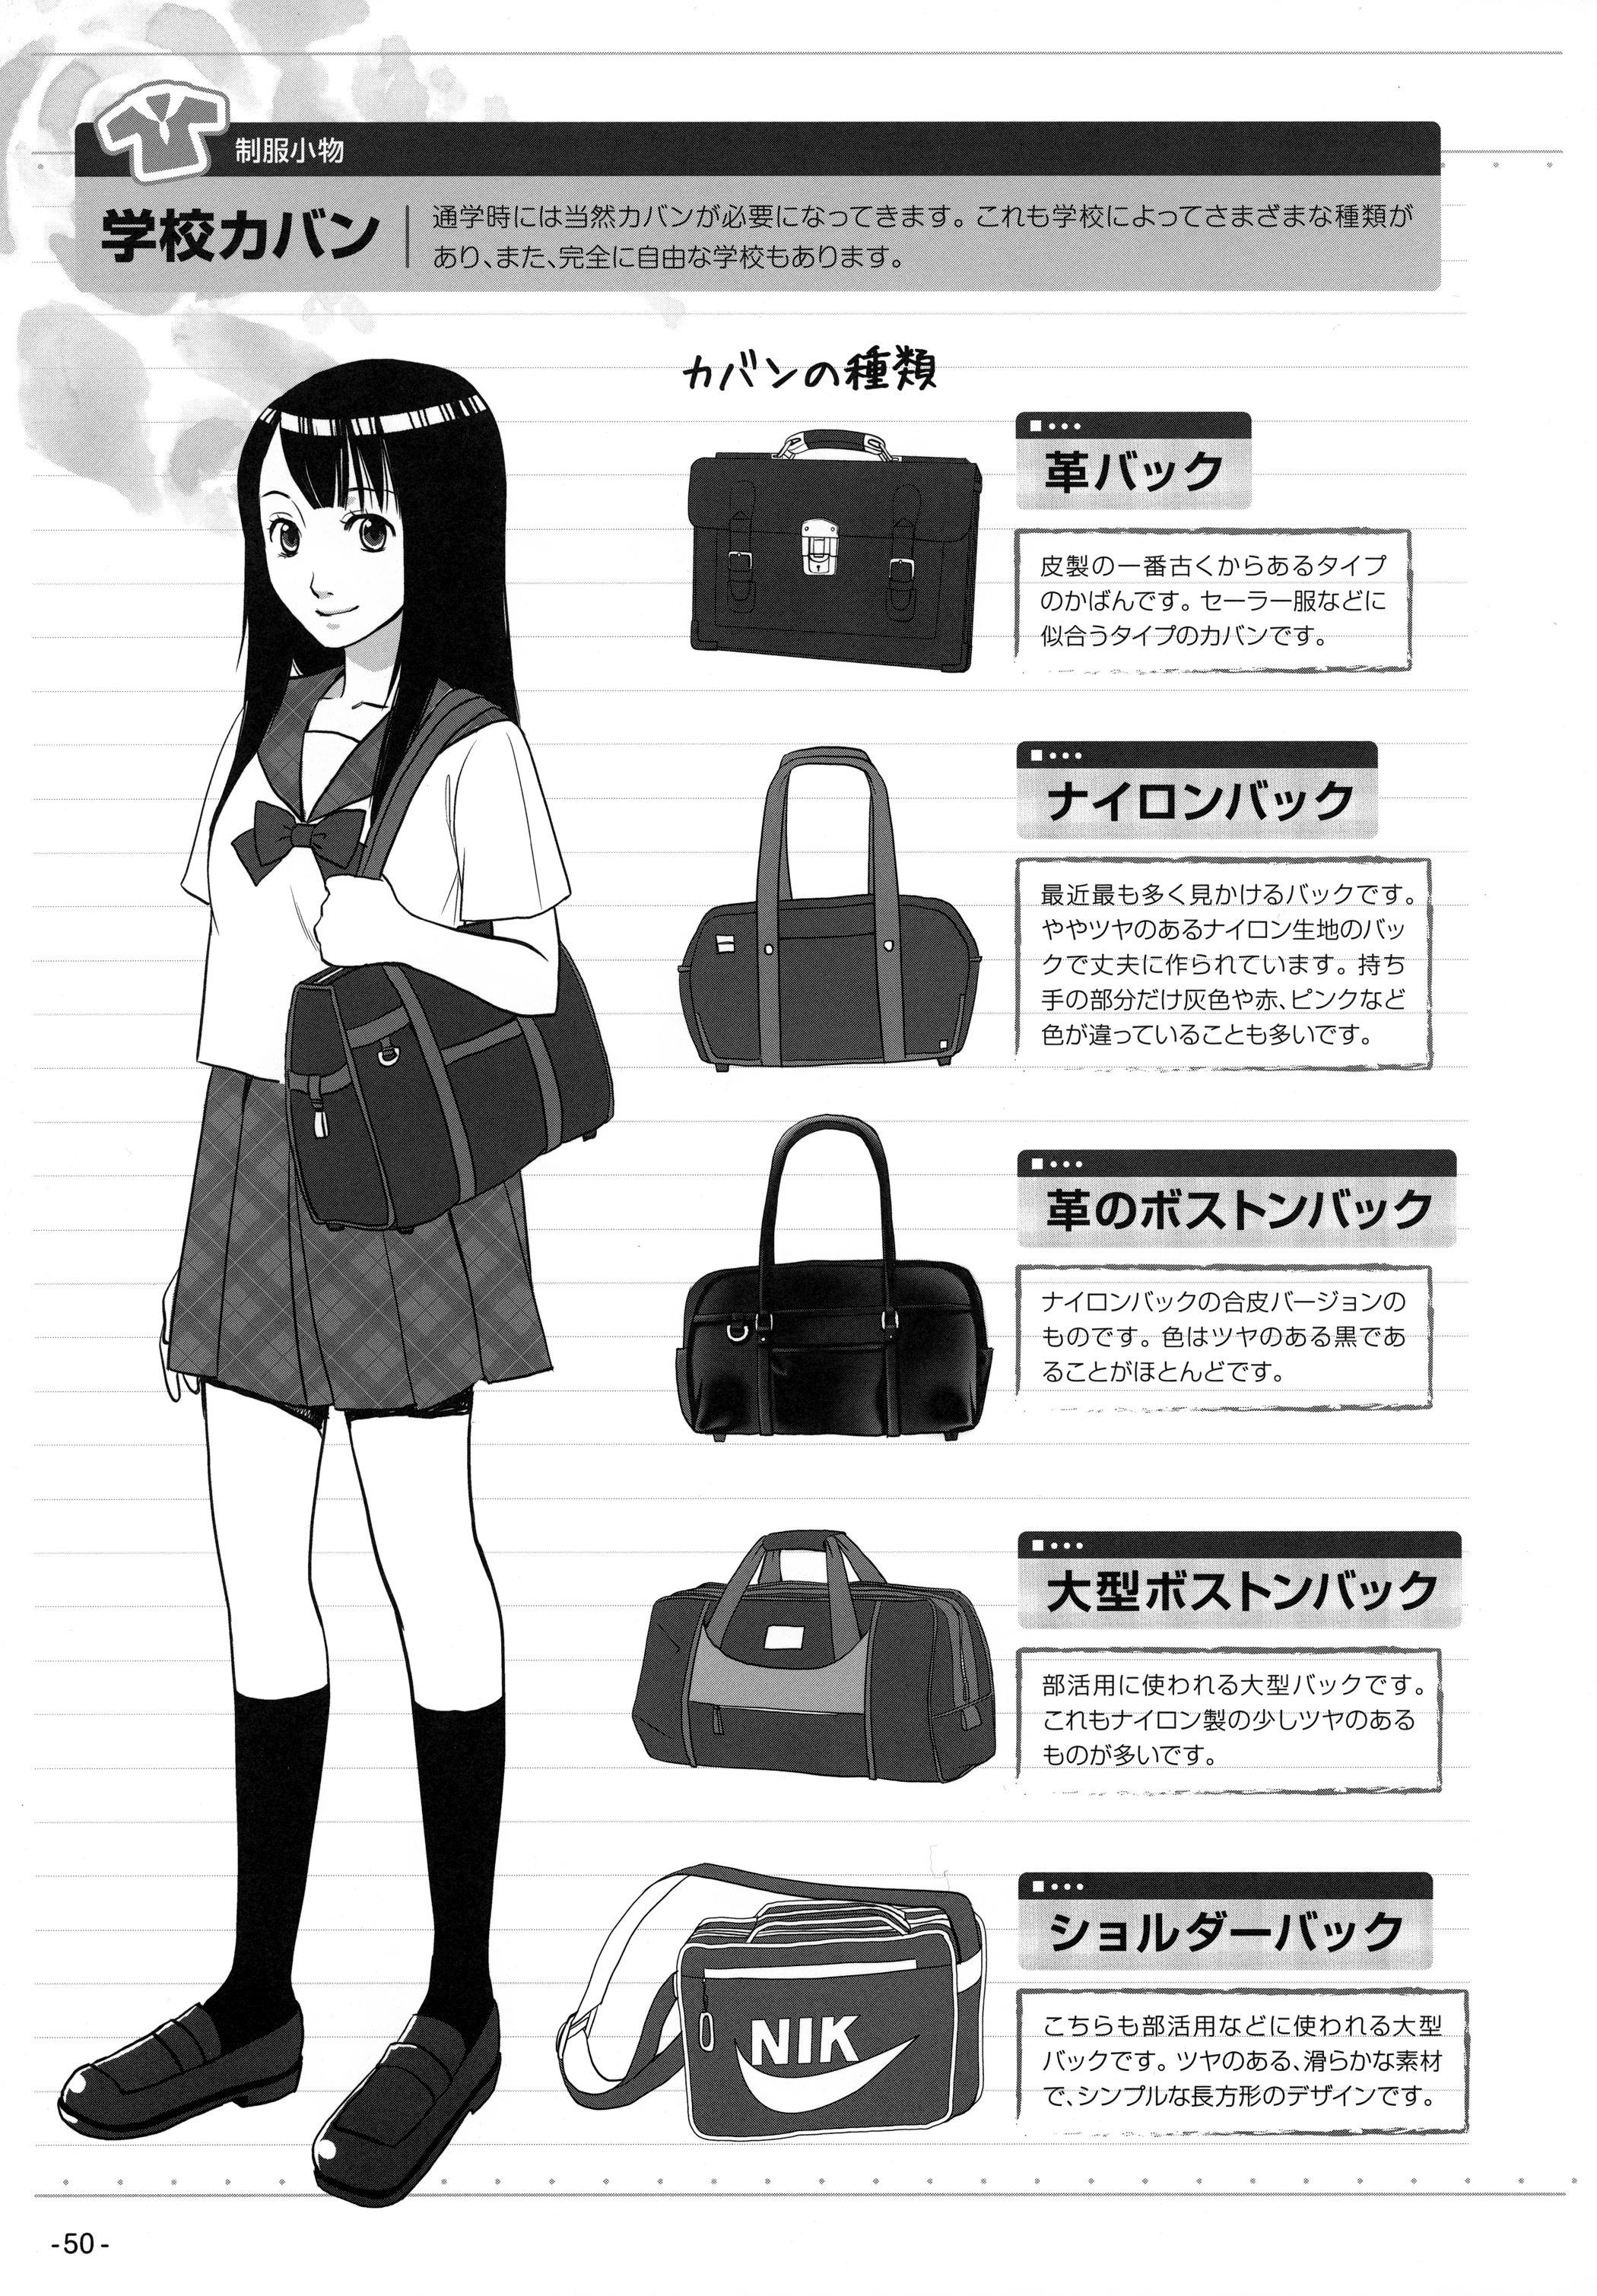 制服小物
学校カバン
通学時には当然カバンが必要になってきます。これも学校によってさまざまな種類が
あり、また、完全に自由な学校もあります。
カバンの種類
革バック
皮製の一番古くからあるタイプ
のかばんです。セーラー服などに
似合うタイプのカバンです。
ナイロンバック
最近最も多く見かけるバックです。
ややツヤのあるナイロン生地のバッ
クで丈夫に作られています。持ち
手の部分だけ灰色や赤、ピンクなど
色が違っていることも多いです。
革のボストンバック
ナイロンバックの合皮バージョンの
ものです。色はツヤのある黒であ
ることがほとんどです。
大型ボストンバック
部活用に使われる大型バックです。
これもナイロン製の少しツヤのある
ものが多いです。
ショルダーバック
こちらも部活用などに使われる大型
バックです。ツヤのある、滑らかな素材
で、シンプルな長方形のデザインです。
NIK
-50-